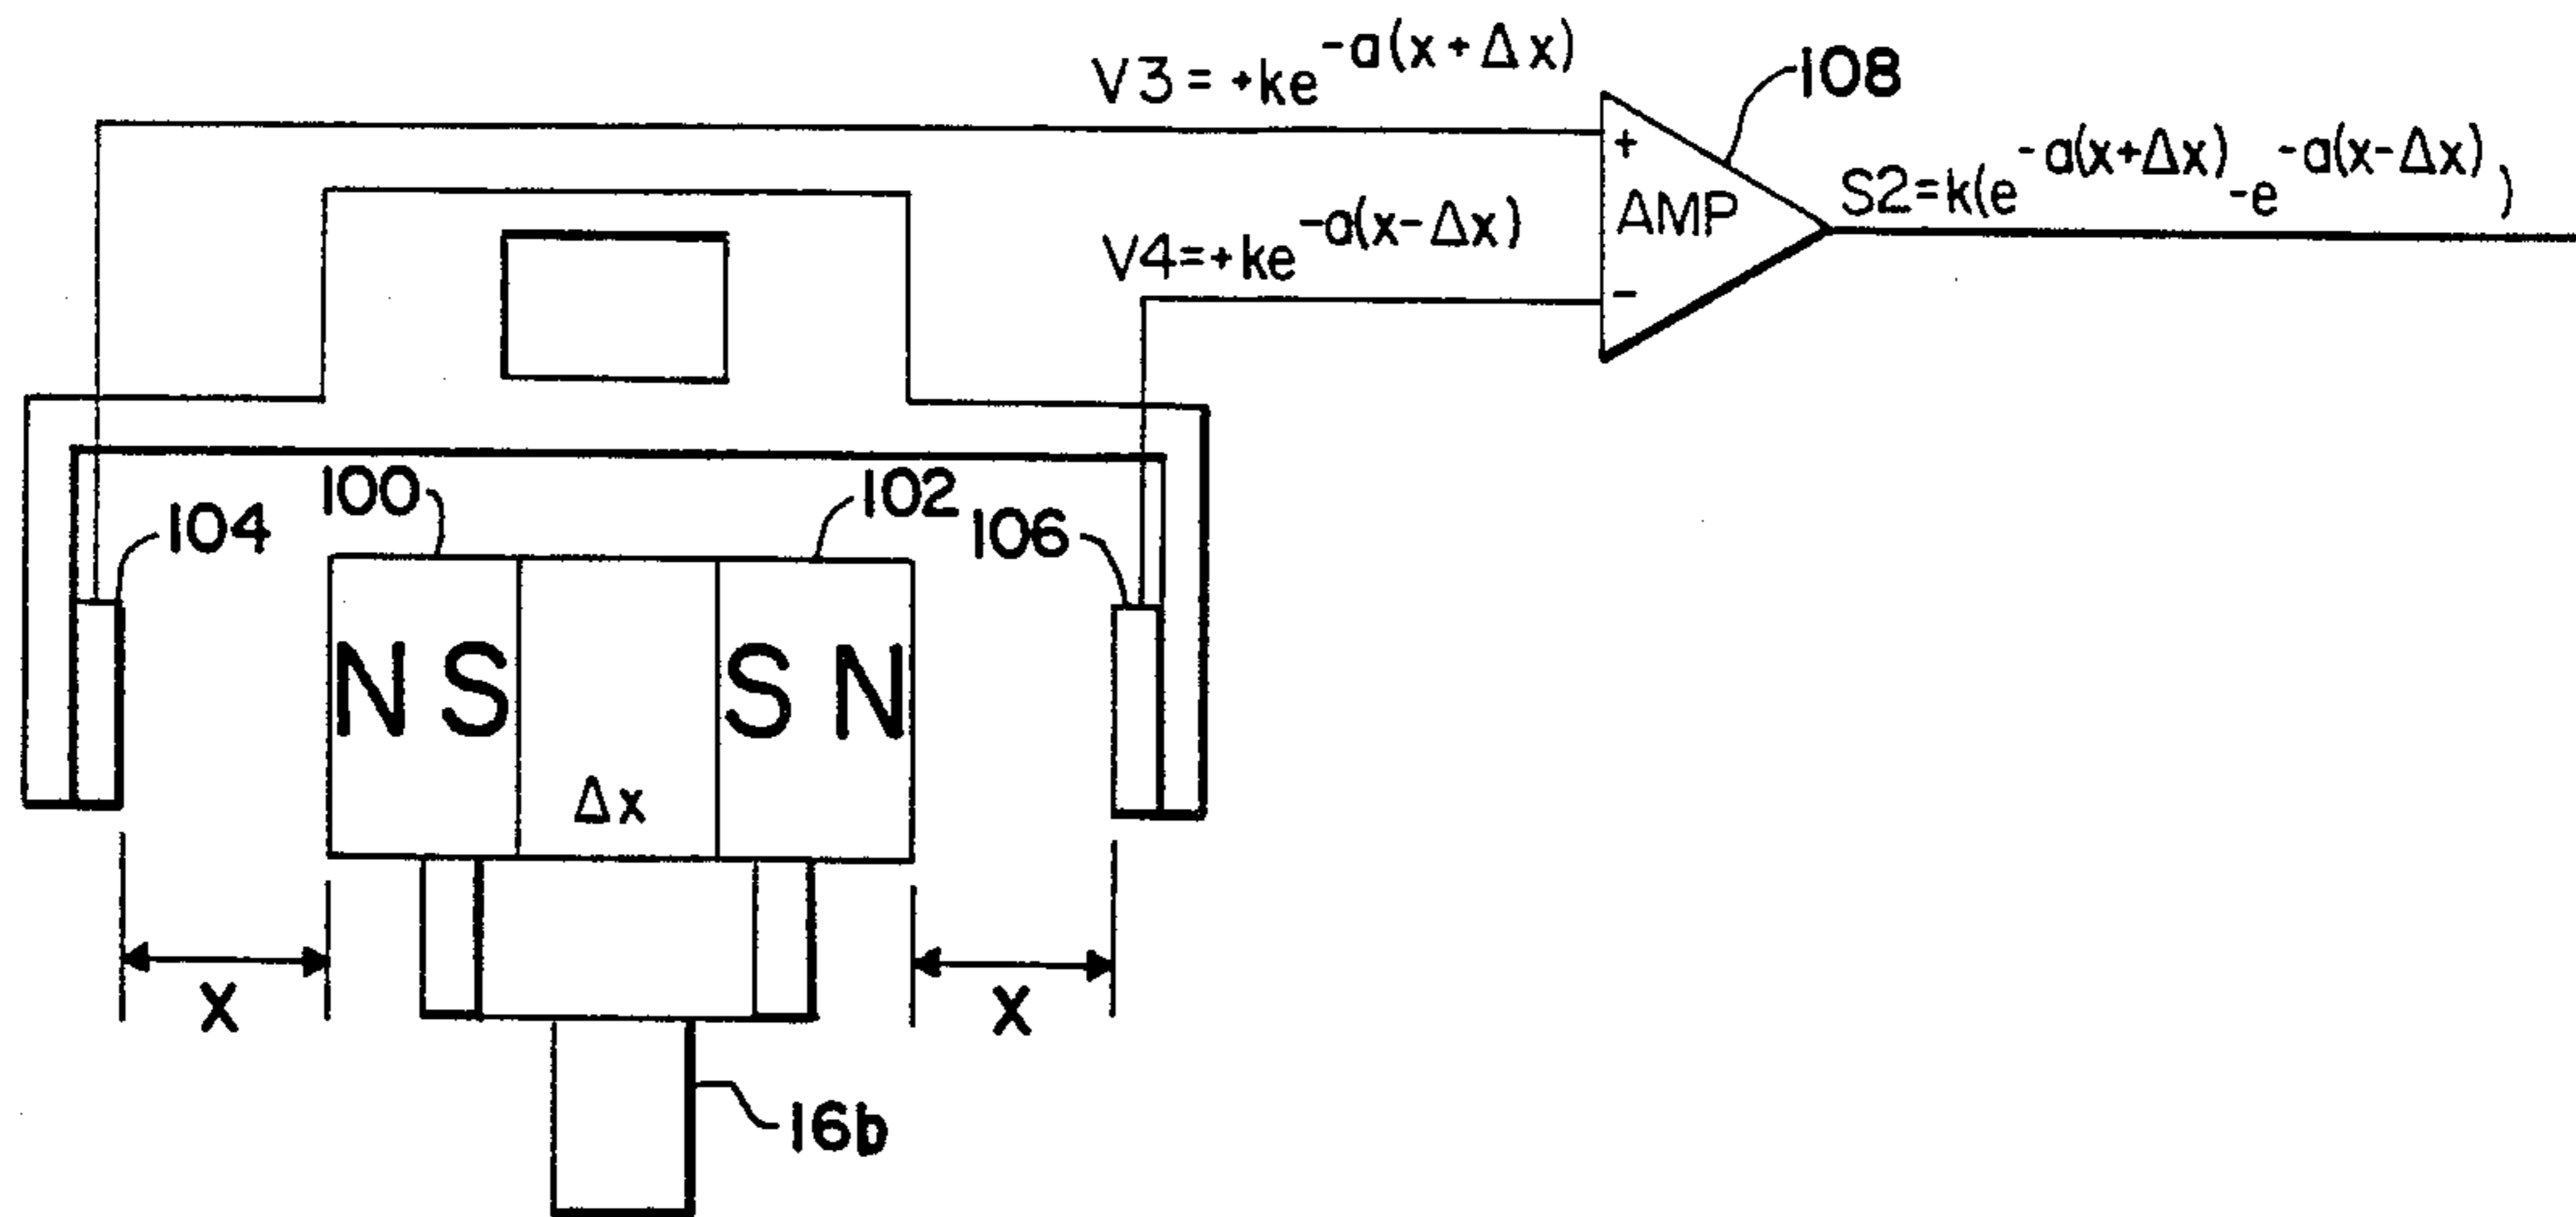 V3 = +ke^-a(x + Δx)
108
+
AMP
-
S2=k(e^-a(x+Δx) -e^-a(x-Δx))
V4=+ke^-a(x-Δx)
100
102
104
106
N S
S N
Δx
X
X
16b